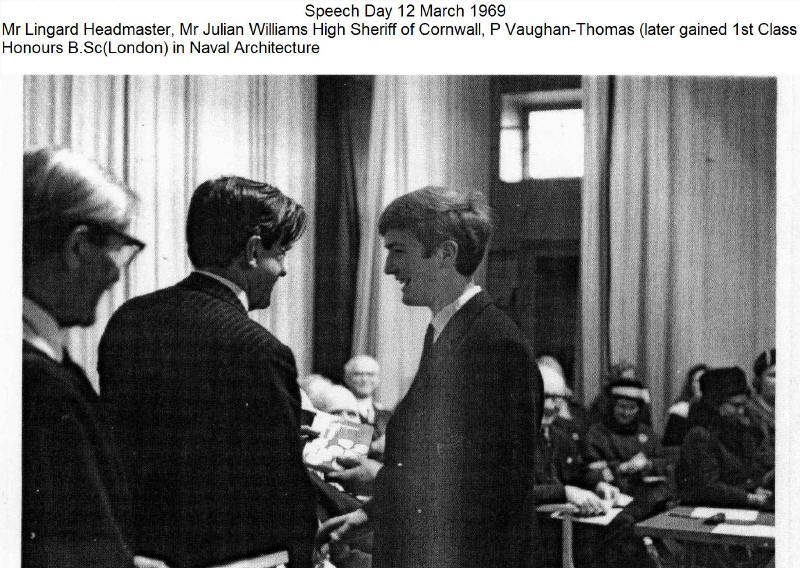 Speech Day 12 March 1969
Mr Lingard Headmaster, Mr Julian Williams High Sheriff of Cornwall, P Vaughan-Thomas (later gained 1st Class
Honours B.Sc(London) in Naval Architecture